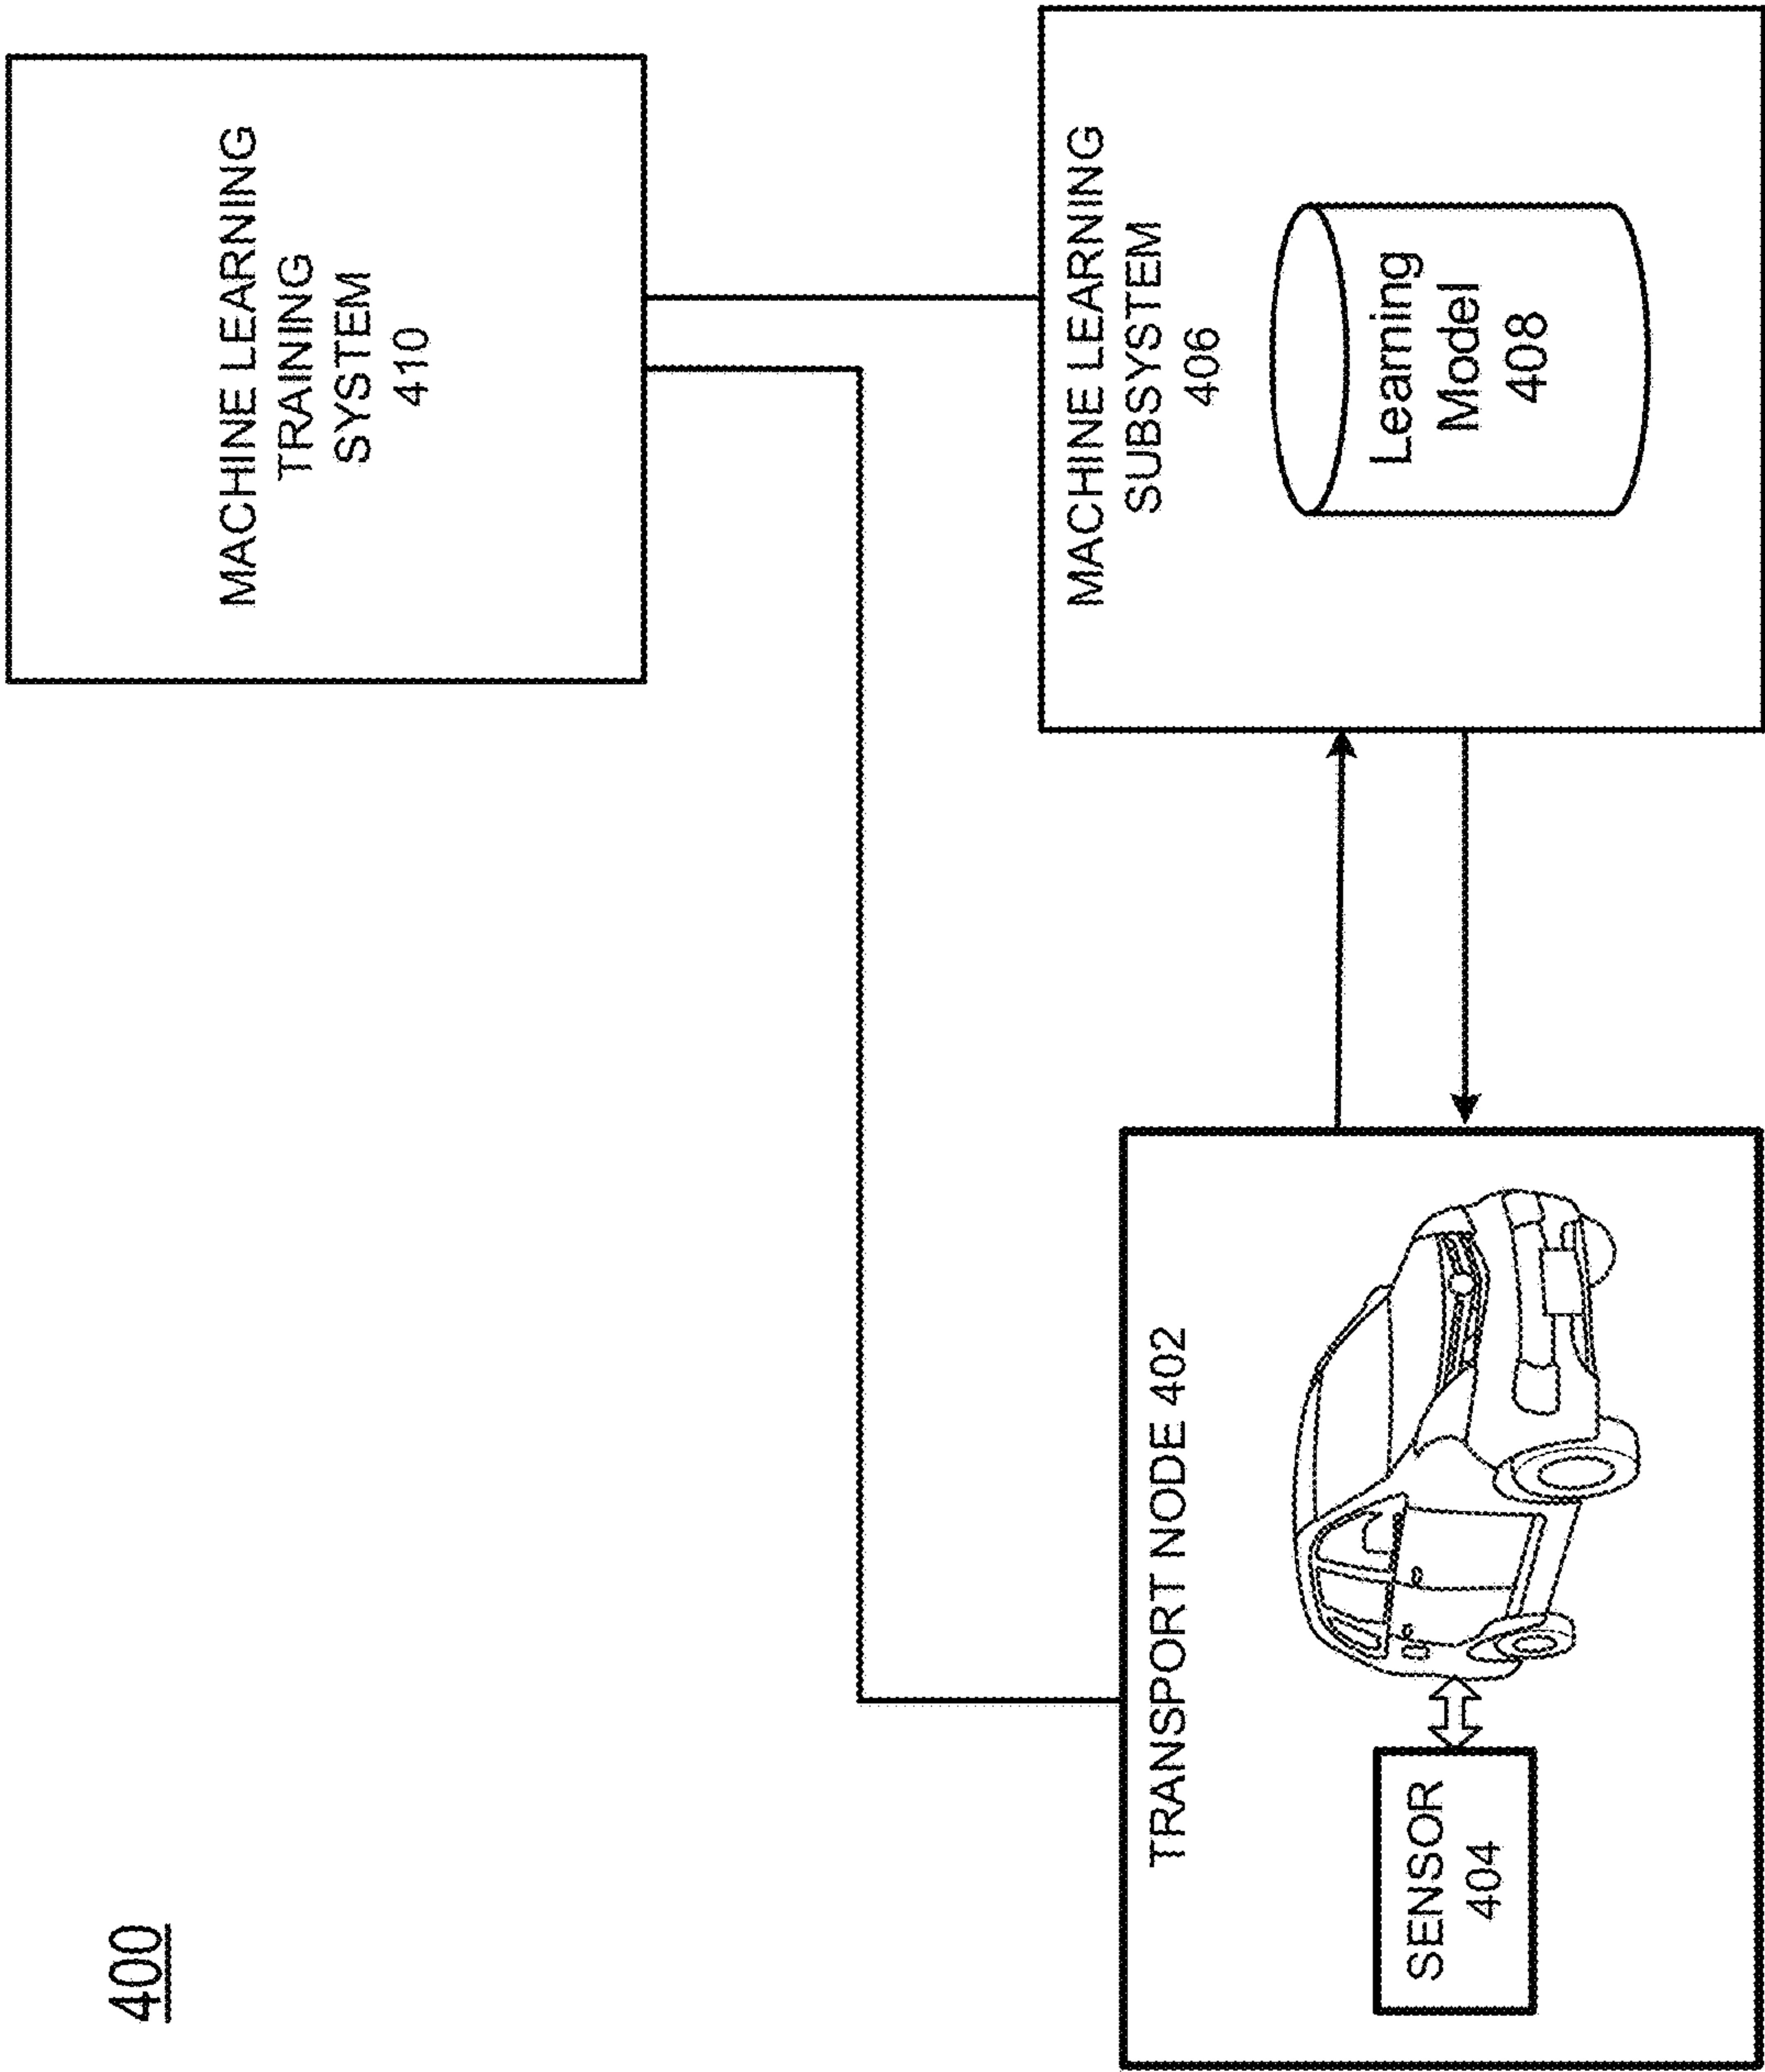 400
MACHINE LEARNING
TRAINING
SYSTEM
410
TRANSPORT NODE 402
SENSOR
404
MACHINE LEARNING
SUBSYSTEM
406
Learning
Model
408